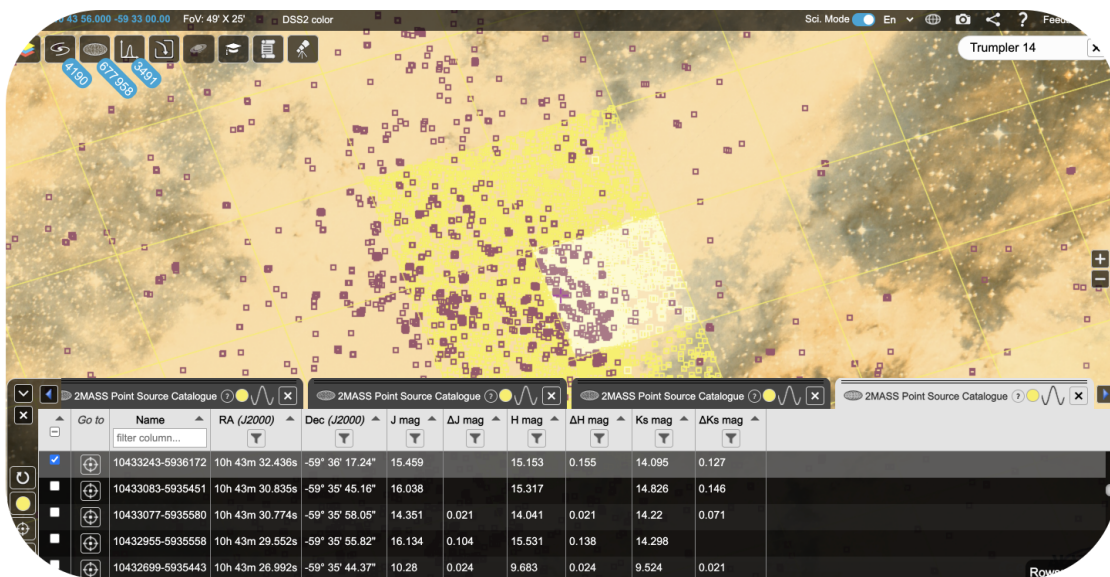 43 56.000 -59 33 00.00 FoV: 49' X 25' DSS2 color Sci. Mode En ?
Trumpler 14
4190 677958 3491
2MASS Point Source Catalogue ? 2MASS Point Source Catalogue ? 2MASS Point Source Catalogue ? 2MASS Point Source Catalogue ?
Go to Name RA (J2000) Dec (J2000) J mag ΔJ mag H mag ΔH mag Ks mag ΔKs mag
filter column...
10433243-5936172 10h 43m 32.436s -59° 36' 17.24" 15.459 15.153 0.155 14.095 0.127
10433083-5935451 10h 43m 30.835s -59° 35' 45.16" 16.038 15.317 14.826 0.146
10433077-5935580 10h 43m 30.774s -59° 35' 58.05" 14.351 0.021 14.041 0.021 14.22 0.071
10432955-5935558 10h 43m 29.552s -59° 35' 55.82" 16.134 0.104 15.531 0.138 14.298
10432699-5935443 10h 43m 26.992s -59° 35' 44.37" 10.28 0.024 9.683 0.024 9.524 0.021